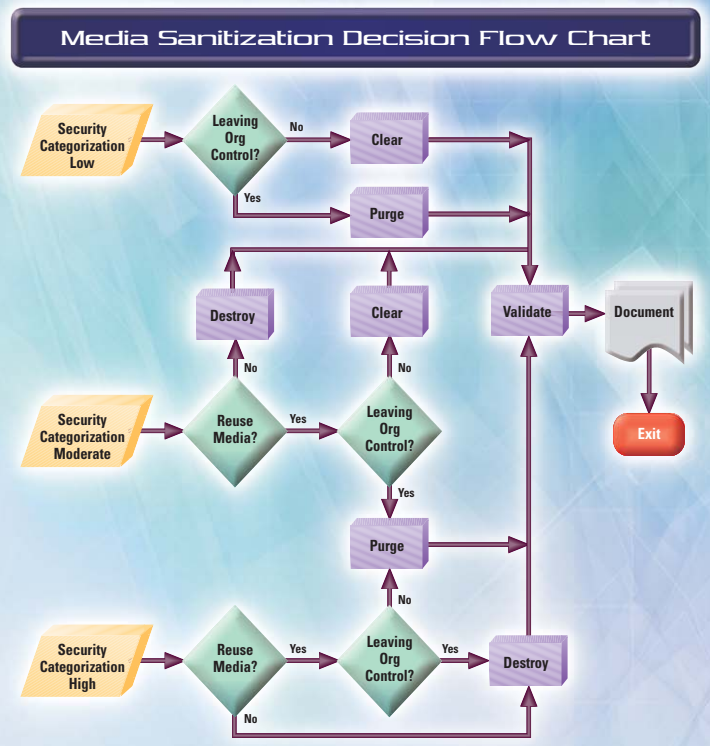 Media Sanitization Decision Flow Chart
Security
Categorization
Low
Leaving
Org
Control?
No
Clear
Yes
Purge
Destroy
Clear
Validate
Document
No
No
Security
Categorization
Moderate
Reuse
Media?
Yes
Leaving
Org
Control?
Exit
Yes
Purge
No
Security
Categorization
High
Reuse
Media?
Yes
Leaving
Org
Control?
Yes
Destroy
No